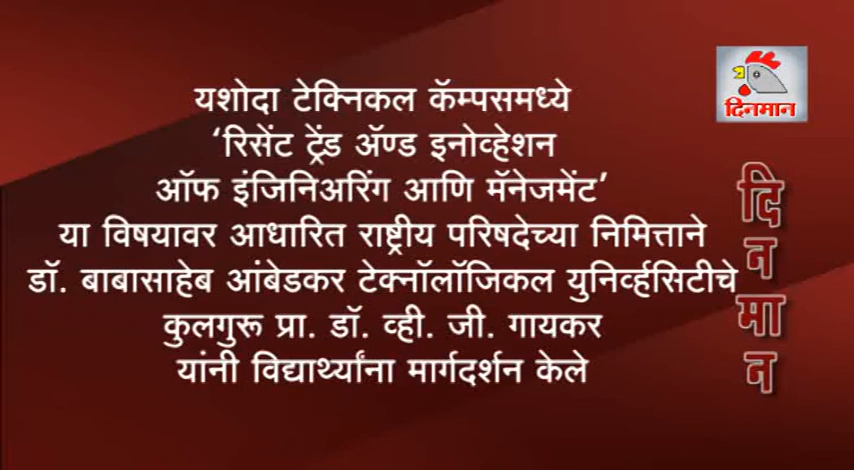 यशोदा टेक्निकल कॅम्पसमध्ये
‘रिसेंट ट्रेंड ॲण्ड इनोव्हेशन
ऑफ इंजिनिअरिंग आणि मॅनेजमेंट’
या विषयावर आधारित राष्ट्रीय परिषदेच्या निमित्ताने
डॉ. बाबासाहेब आंबेडकर टेक्नॉलॉजिकल युनिर्व्हसिटीचे
कुलगुरू प्रा. डॉ. व्ही. जी. गायकर
यांनी विद्यार्थ्यांना मार्गदर्शन केले
दिनमान
दि
न
मा
न